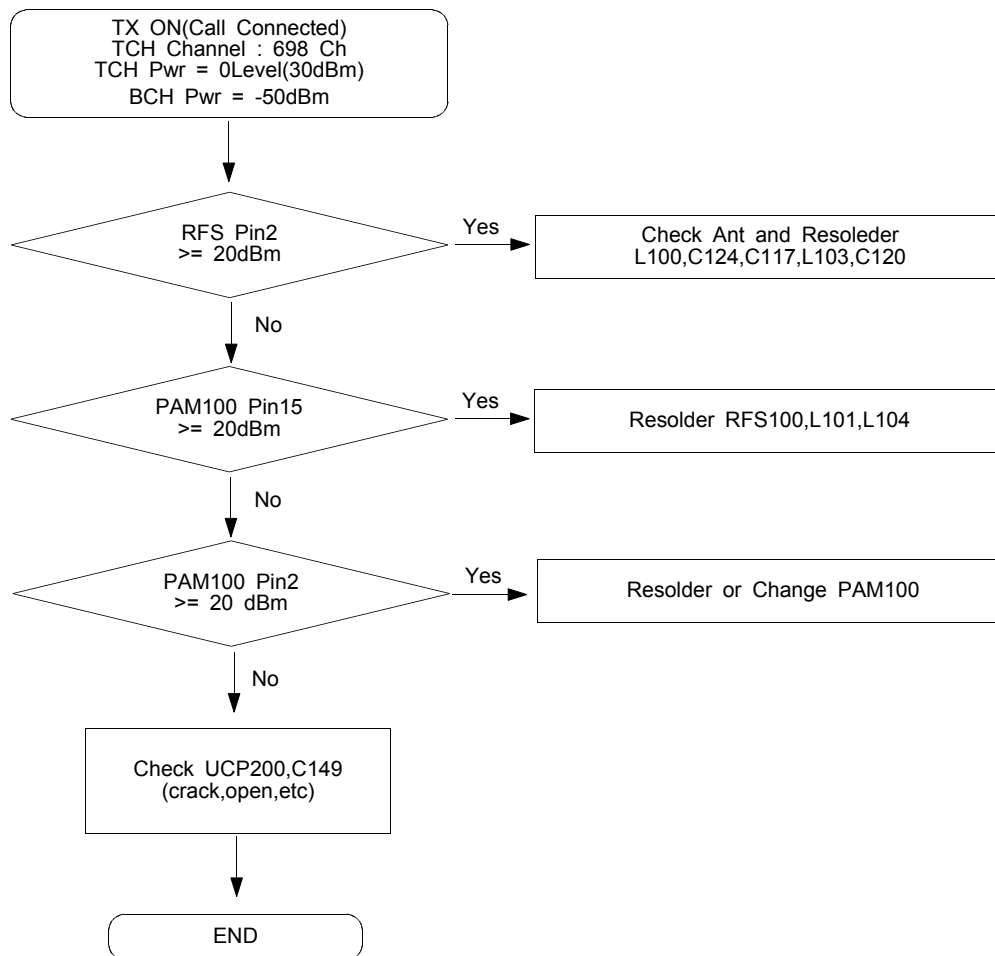 TX ON(Call Connected)
TCH Channel : 698 Ch
TCH Pwr = 0Level(30dBm)
BCH Pwr = -50dBm
RFS Pin2
>= 20dBm
Yes
Check Ant and Resoleder
L100,C124,C117,L103,C120
No
PAM100 Pin15
>= 20dBm
Yes
Resolder RFS100,L101,L104
No
PAM100 Pin2
>= 20 dBm
Yes
Resolder or Change PAM100
No
Check UCP200,C149
(crack,open,etc)
END